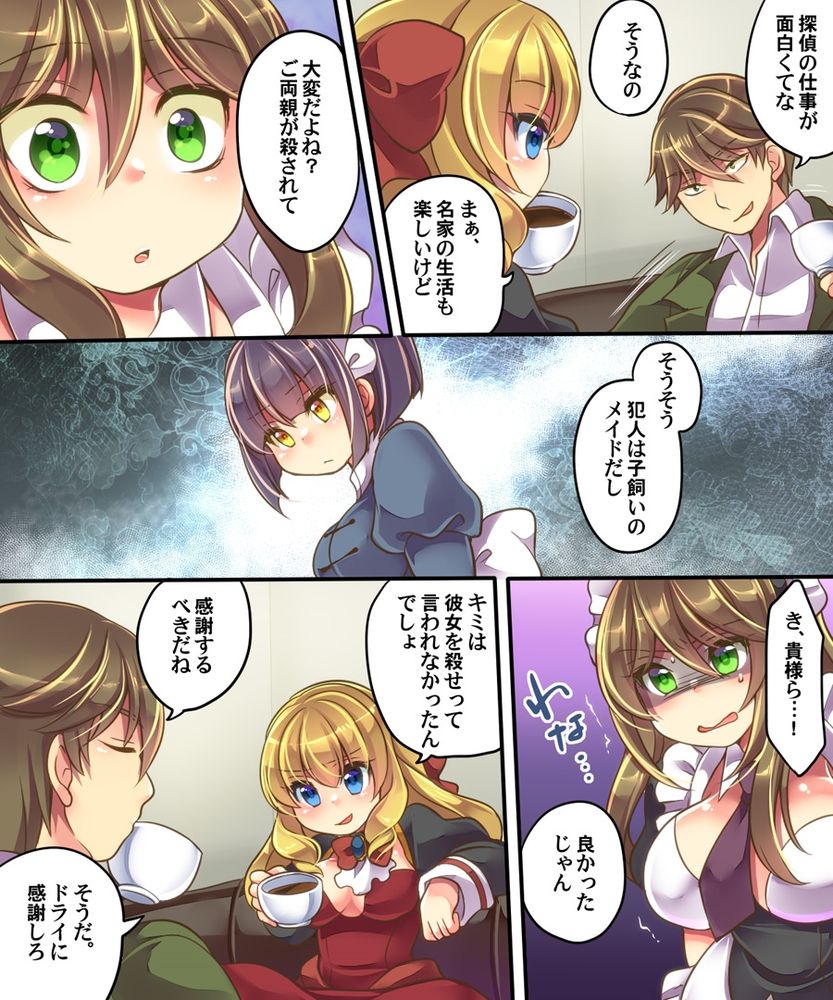 探偵の仕事が
面白くてな
そうなの
まぁ、
名家の生活も
楽しいけど
大変だよね?
ご両親が殺されて
そうそう
犯人は子飼いの
メイドだし
き、貴様ら…!
わな…
良かった
じゃん
キミは
彼女を殺せって
言われなかったん
でしょ
感謝する
べきだね
そうだ。
ドライに
感謝しろ